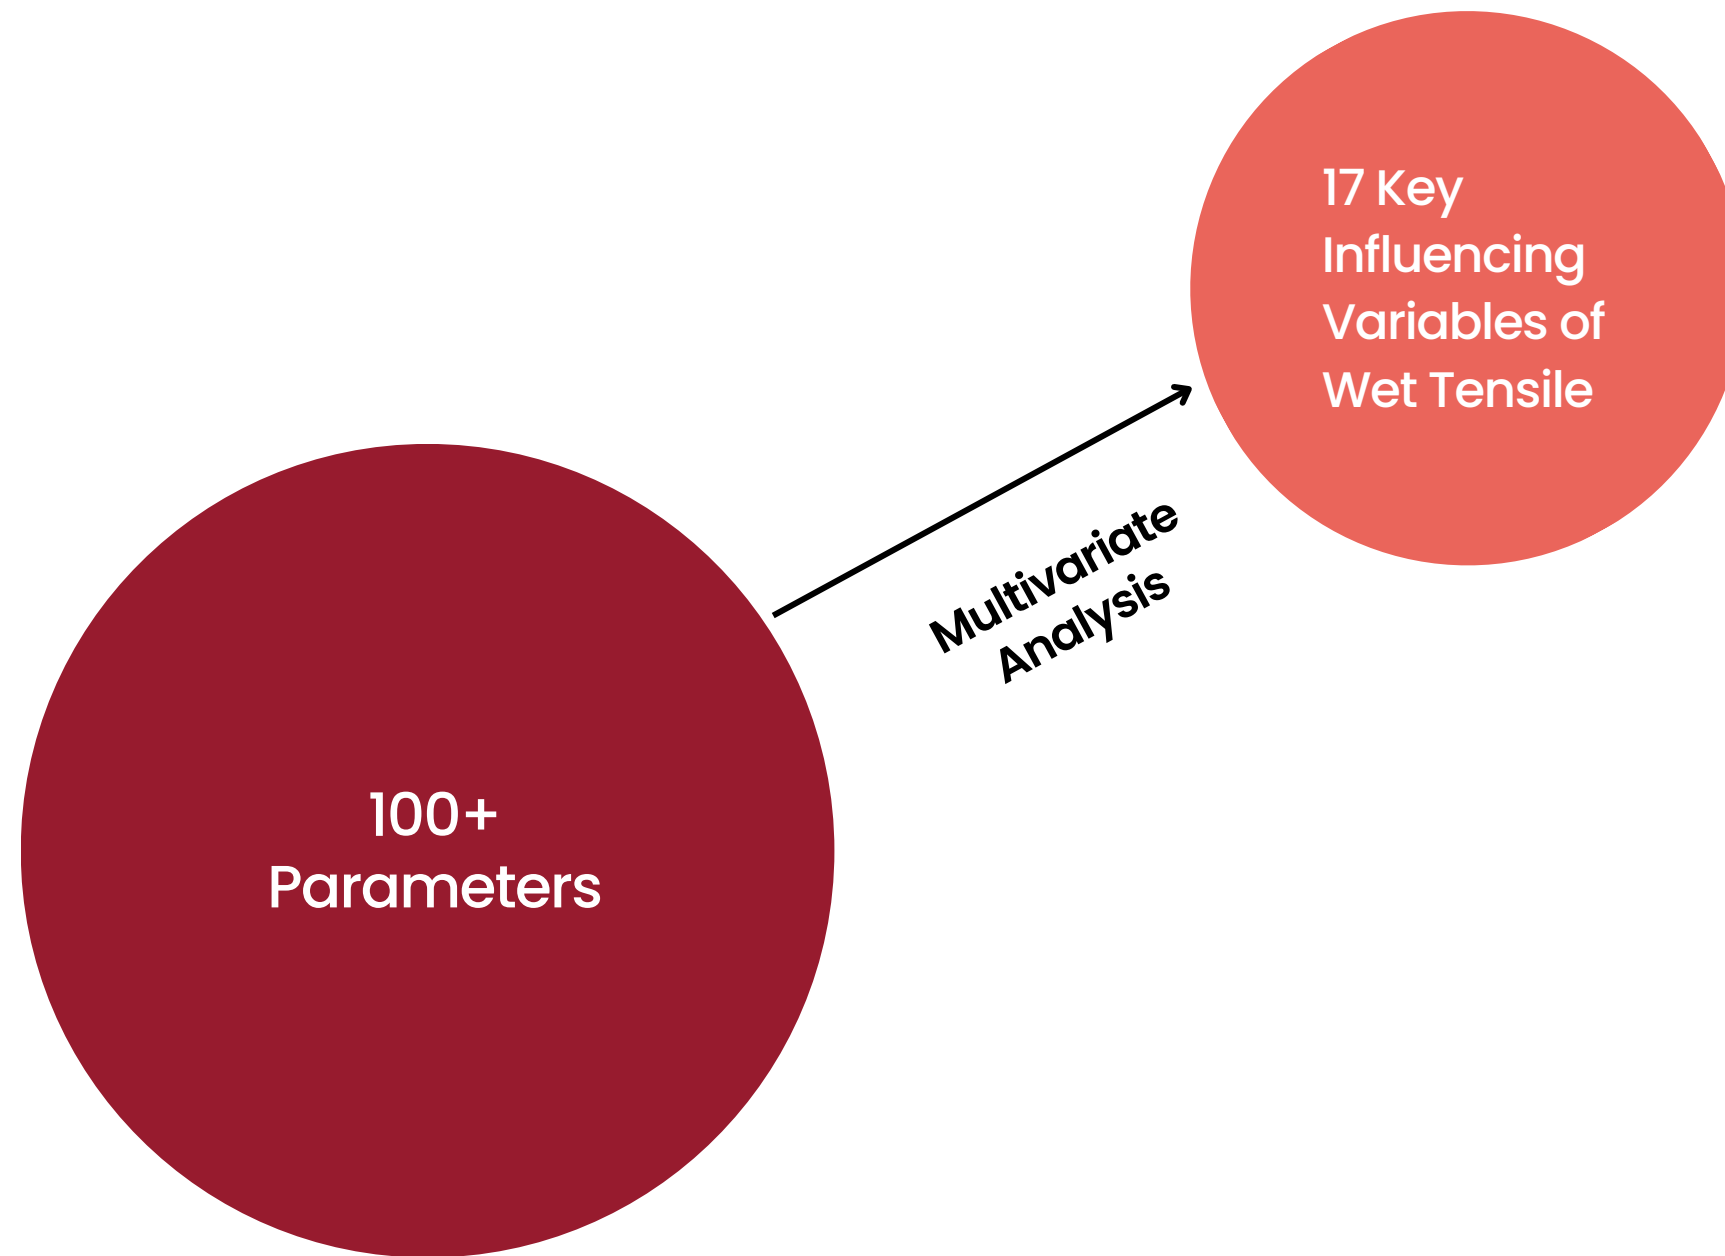 17 Key
Influencing
Variables of
Wet Tensile
Multivariate
Analysis
100+
Parameters